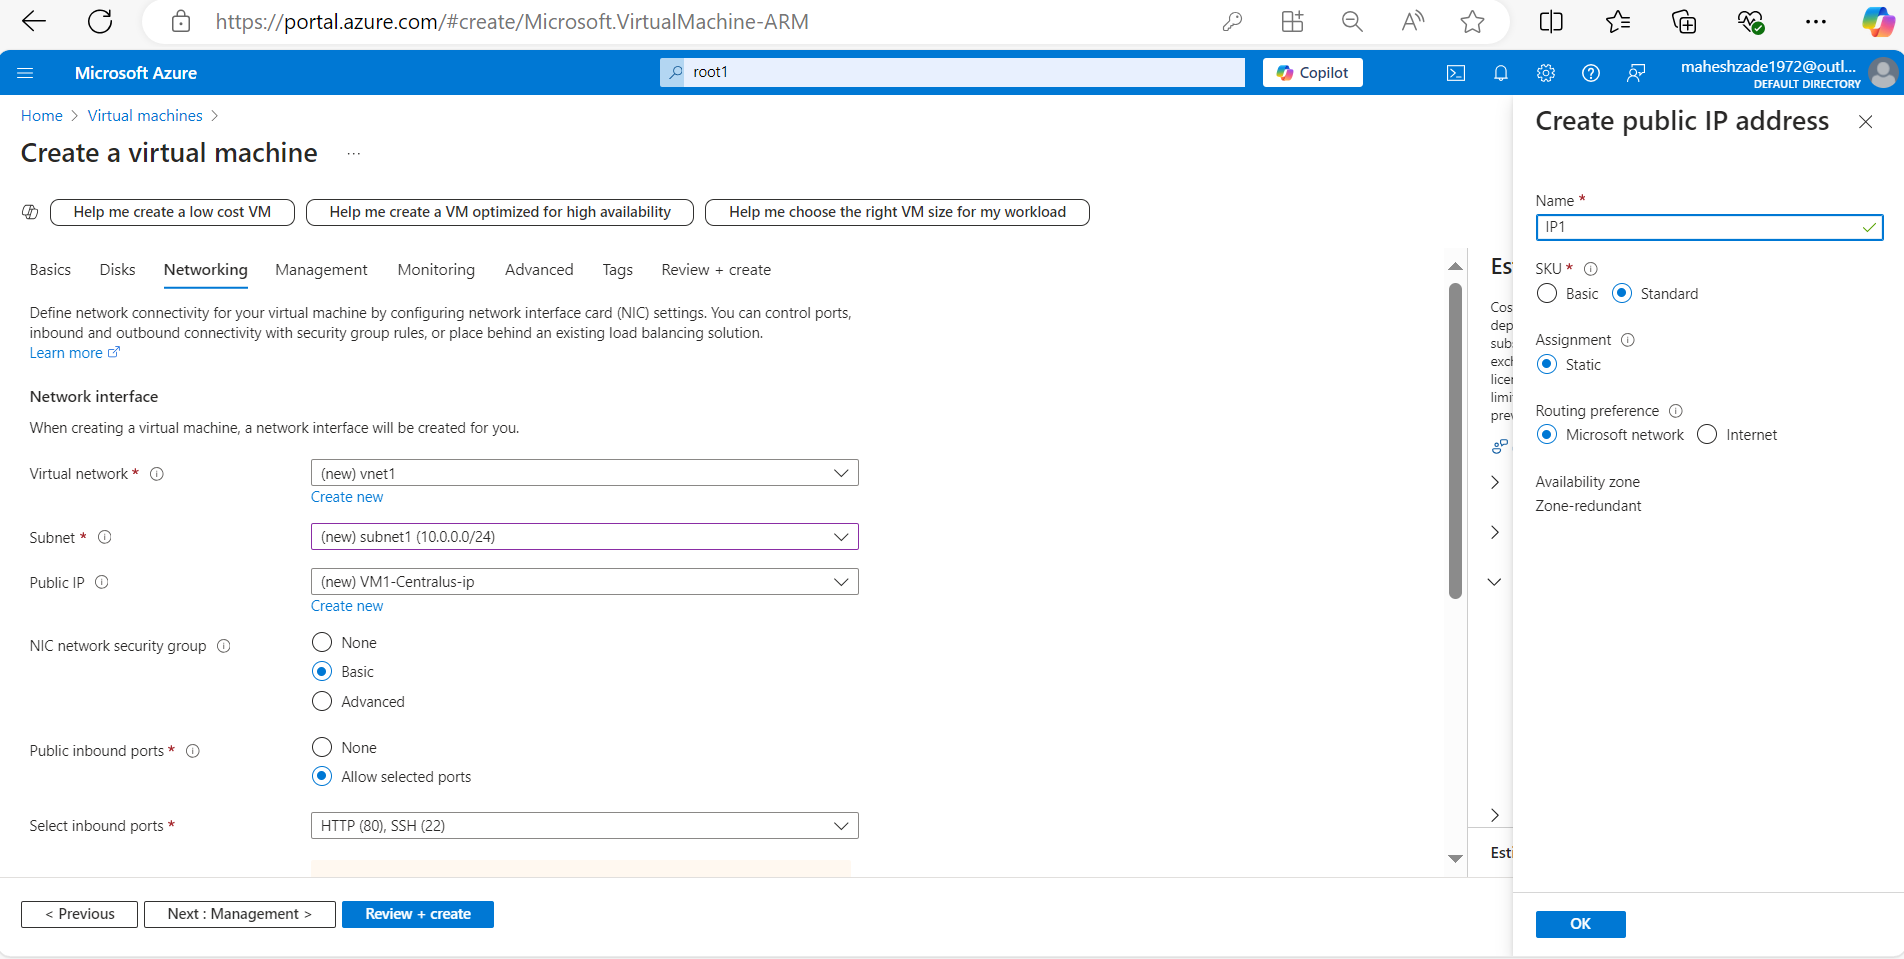 https://portal.azure.com/#create/Microsoft.VirtualMachine-ARM
Microsoft Azure
root1
Copilot
maheshzade1972@outl...
DEFAULT DIRECTORY
Home > Virtual machines >
Create a virtual machine ...
Help me create a low cost VM
Help me create a VM optimized for high availability
Help me choose the right VM size for my workload
Basics Disks Networking Management Monitoring Advanced Tags Review + create
Define network connectivity for your virtual machine by configuring network interface card (NIC) settings. You can control ports,
inbound and outbound connectivity with security group rules, or place behind an existing load balancing solution.
Learn more
Network interface
When creating a virtual machine, a network interface will be created for you.
Virtual network * (new) vnet1
Create new
Subnet * (new) subnet1 (10.0.0.0/24)
Public IP (new) VM1-Centralus-ip
Create new
NIC network security group None
Basic
Advanced
Public inbound ports * None
Allow selected ports
Select inbound ports * HTTP (80), SSH (22)
< Previous
Next : Management >
Review + create
Create public IP address
Name *
IP1
SKU *
Basic Standard
Assignment
Static
Routing preference
Microsoft network Internet
Availability zone
Zone-redundant
OK